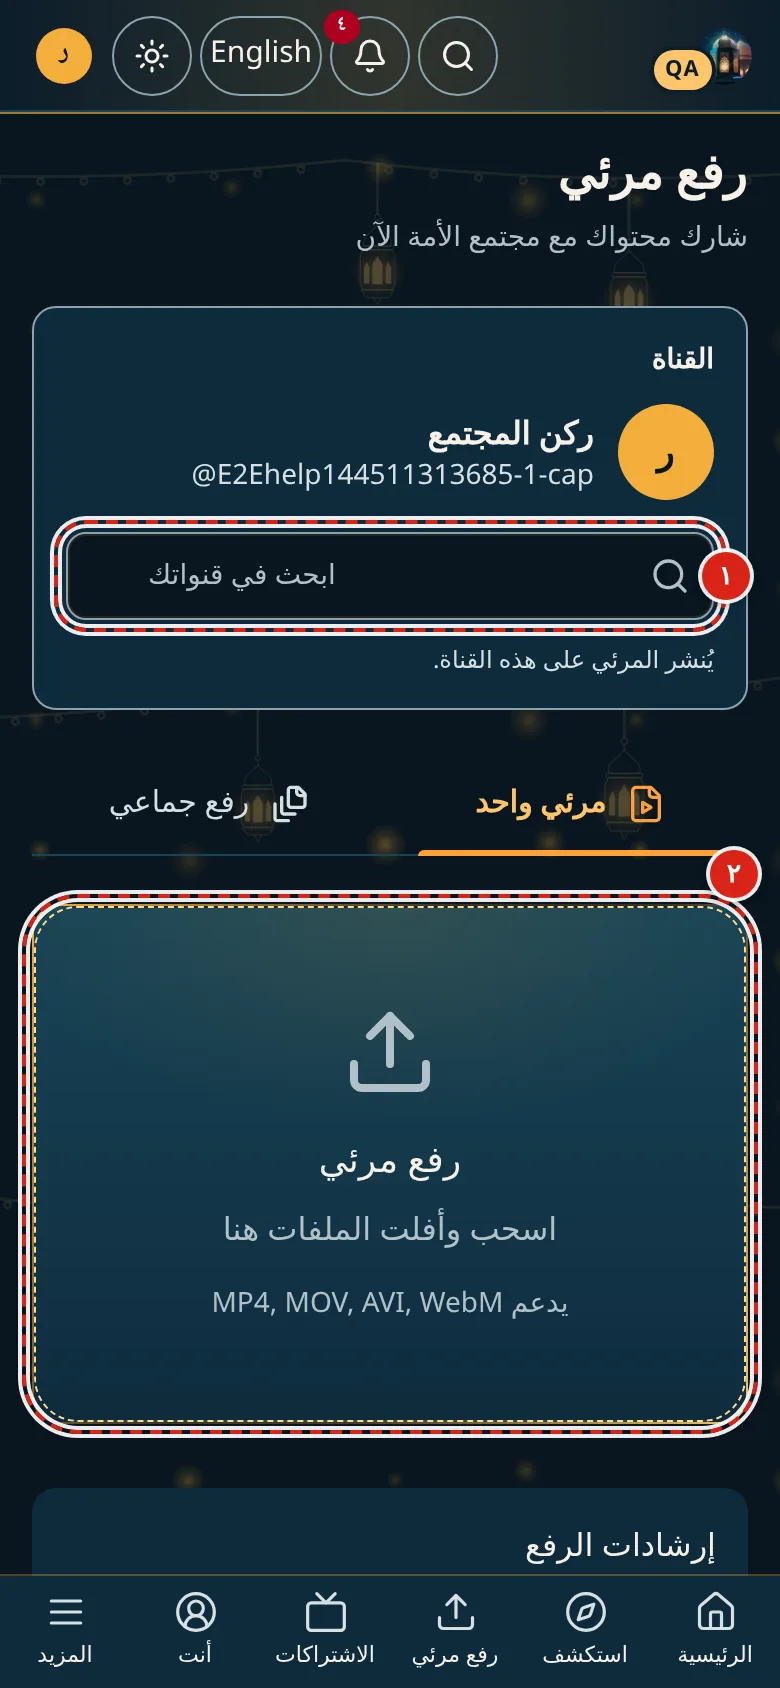 QA
٤
English
ر
رفع مرئي
شارك محتواك مع مجتمع الأمة الآن
القناة
ر
ركن المجتمع
@E2Ehelp144511313685-1-cap
ابحث في قنواتك
١
يُنشر المرئي على هذه القناة.
مرئي واحد
رفع جماعي
٢
رفع مرئي
اسحب وأفلت الملفات هنا
يدعم MP4, MOV, AVI, WebM
إرشادات الرفع
الرئيسية
استكشف
رفع مرئي
الاشتراكات
أنت
المزيد